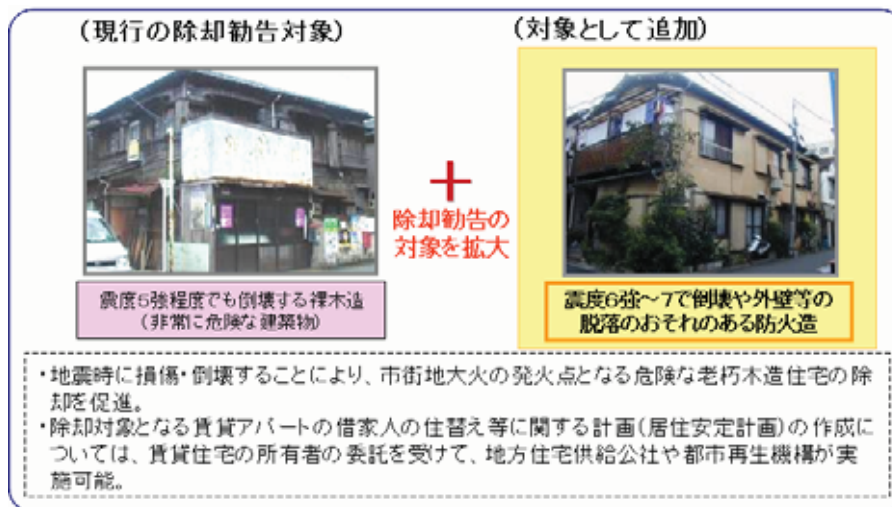 (現行の除却勧告対象)
(対象として追加)
+
除却勧告の
対象を拡大
震度5強程度でも倒壊する裸木造
(非常に危険な建築物)
震度6強~7で倒壊や外壁等の
脱落のおそれのある防火造
・地震時に損傷・倒壊することにより、市街地大火の発火点となる危険な老朽木造住宅の除
却を促進。
・除却対象となる賃貸アパートの借家人の住替え等に関する計画(居住安定計画)の作成に
ついては、賃貸住宅の所有者の委託を受けて、地方住宅供給公社や都市再生機構が実
施可能。